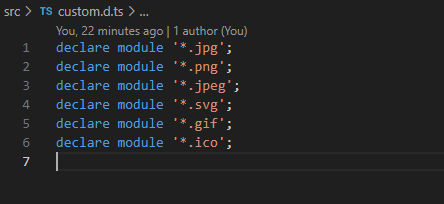 src > TS custom.d.ts > ...
You, 22 minutes ago | 1 author (You)
1 declare module '*.jpg';
2 declare module '*.png';
3 declare module '*.jpeg';
4 declare module '*.svg';
5 declare module '*.gif';
6 declare module '*.ico';
7